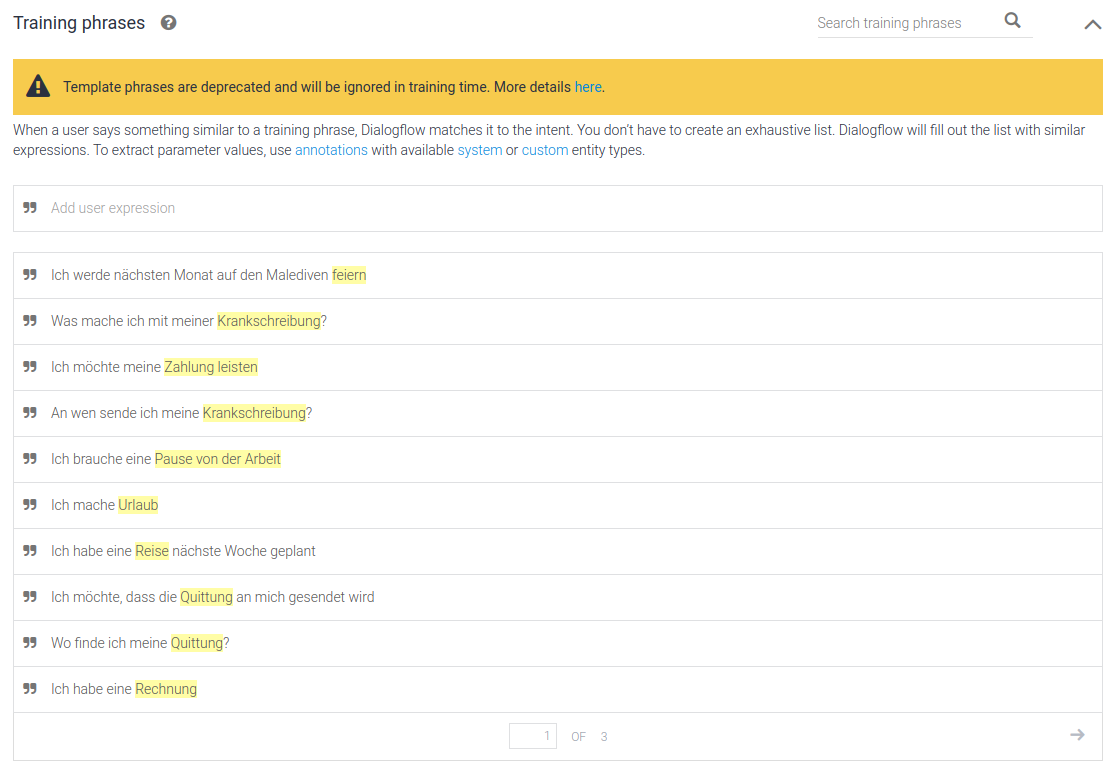 Training phrases
Search training phrases
Template phrases are deprecated and will be ignored in training time. More details here.
When a user says something similar to a training phrase, Dialogflow matches it to the intent. You don't have to create an exhaustive list. Dialogflow will fill out the list with similar
expressions. To extract parameter values, use annotations with available system or custom entity types.
Add user expression
Ich werde nächsten Monat auf den Malediven feiern
Was mache ich mit meiner Krankschreibung?
Ich möchte meine Zahlung leisten
An wen sende ich meine Krankschreibung?
Ich brauche eine Pause von der Arbeit
Ich mache Urlaub
Ich habe eine Reise nächste Woche geplant
Ich möchte, dass die Quittung an mich gesendet wird
Wo finde ich meine Quittung?
Ich habe eine Rechnung
1 OF 3